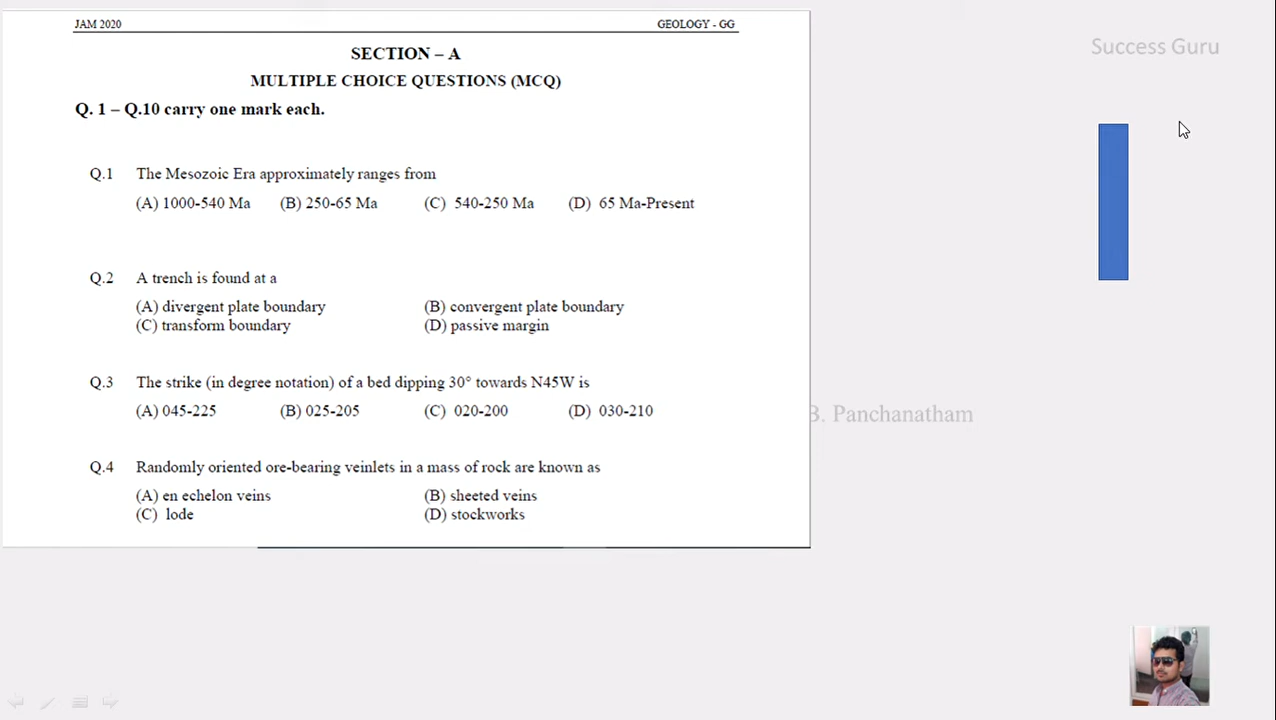 JAM 2020 GEOLOGY - GG
SECTION – A
MULTIPLE CHOICE QUESTIONS (MCQ)
Q. 1 – Q.10 carry one mark each.
Q.1 The Mesozoic Era approximately ranges from
(A) 1000-540 Ma (B) 250-65 Ma (C) 540-250 Ma (D) 65 Ma-Present
Q.2 A trench is found at a
(A) divergent plate boundary (B) convergent plate boundary
(C) transform boundary (D) passive margin
Q.3 The strike (in degree notation) of a bed dipping 30° towards N45W is
(A) 045-225 (B) 025-205 (C) 020-200 (D) 030-210
Q.4 Randomly oriented ore-bearing veinlets in a mass of rock are known as
(A) en echelon veins (B) sheeted veins
(C) lode (D) stockworks
Success Guru
B. Panchanatham